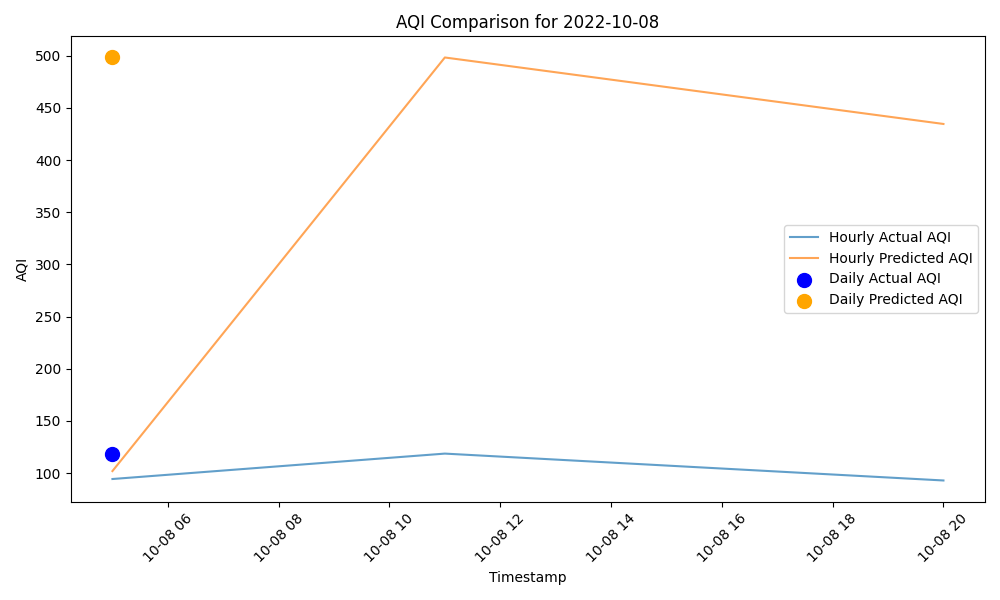 AQI Comparison for 2022-10-08
500
450
400
350
300
250
200
150
100
AQI
Hourly Actual AQI
Hourly Predicted AQI
Daily Actual AQI
Daily Predicted AQI
10-08 06
10-08 08
10-08 10
10-08 12
10-08 14
10-08 16
10-08 18
10-08 20
Timestamp